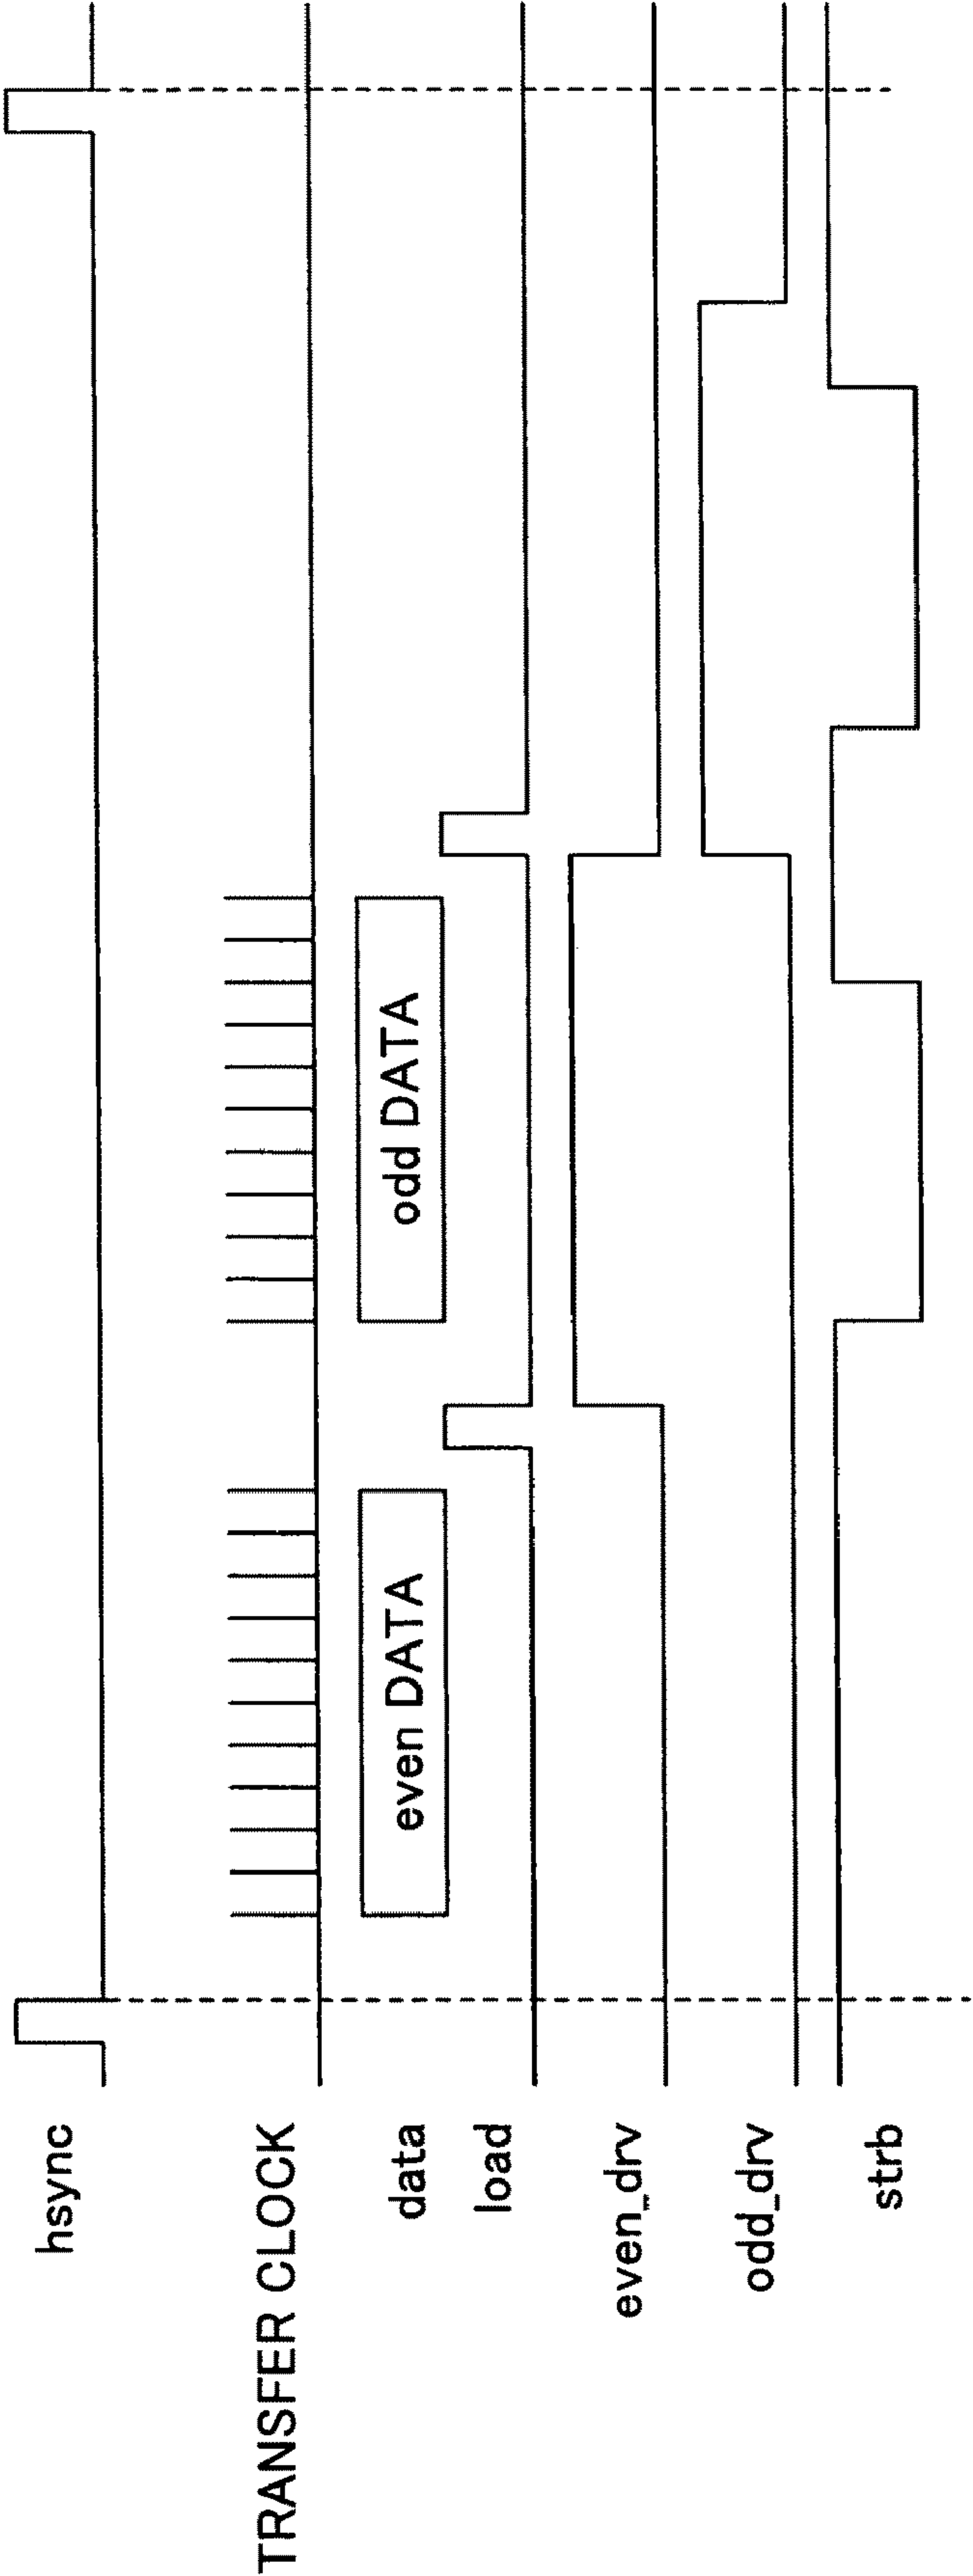 hsync
TRANSFER CLOCK
data
even DATA
odd DATA
load
even_drv
odd_drv
strb